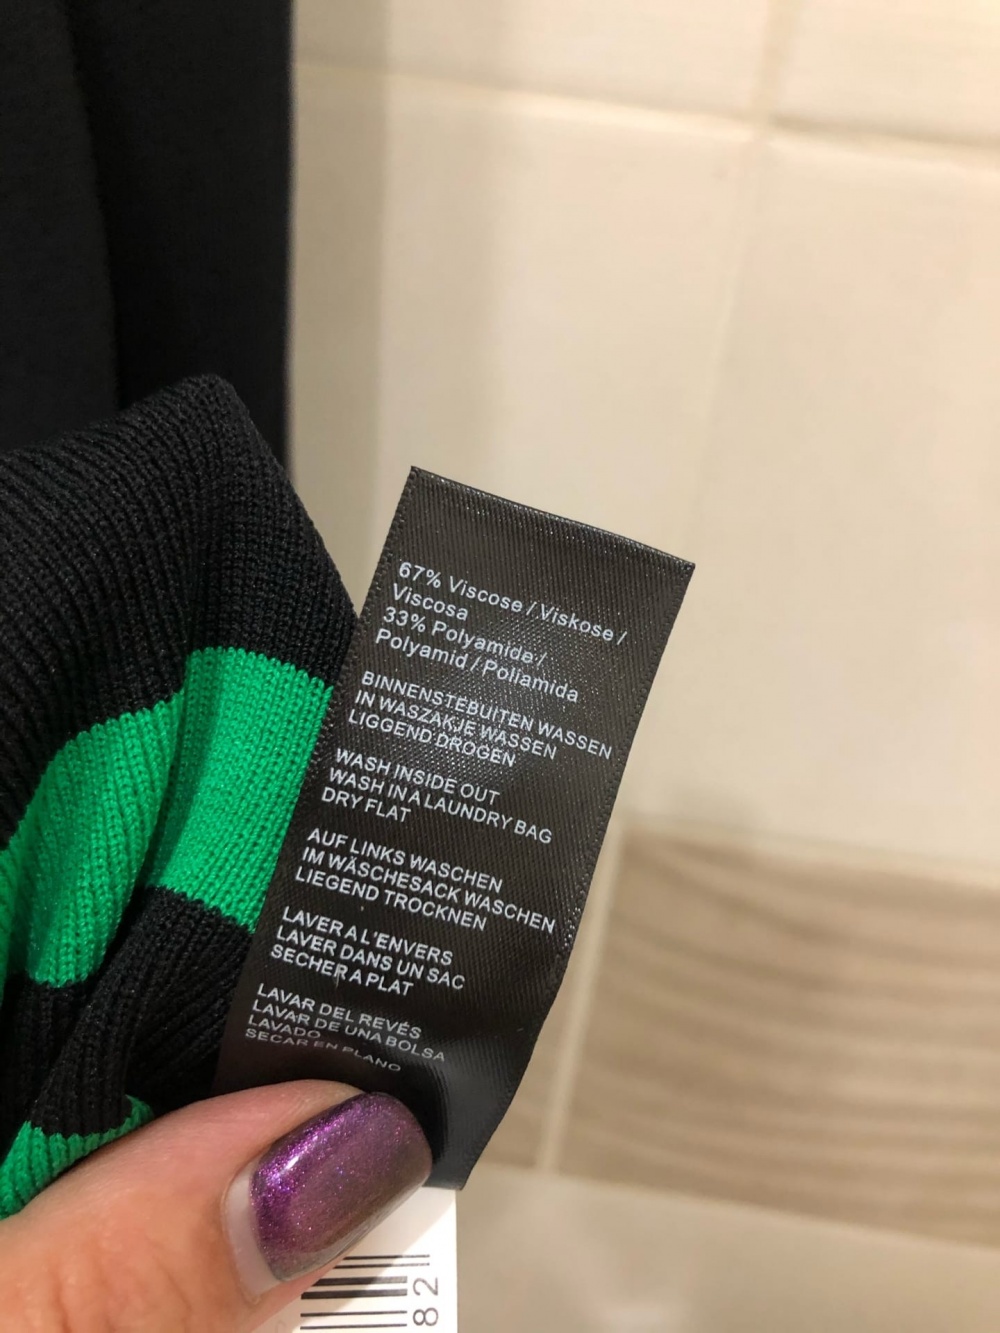 67% Viscose / Viskose /
Viscosa
33% Polyamide /
Polyamid / Poliamida
BINNENSTEBUITEN WASSEN
IN WASZAKJE WASSEN
LIGGEND DROGEN
WASH INSIDE OUT
WASH IN A LAUNDRY BAG
DRY FLAT
AUF LINKS WASCHEN
IM WÄSCHESACK WASCHEN
LIEGEND TROCKNEN
LAVER A L'ENVERS
LAVER DANS UN SAC
SECHER A PLAT
LAVAR DEL REVÉS
LAVAR DE UNA BOLSA
LAVADO
SECAR EN PLANO
82